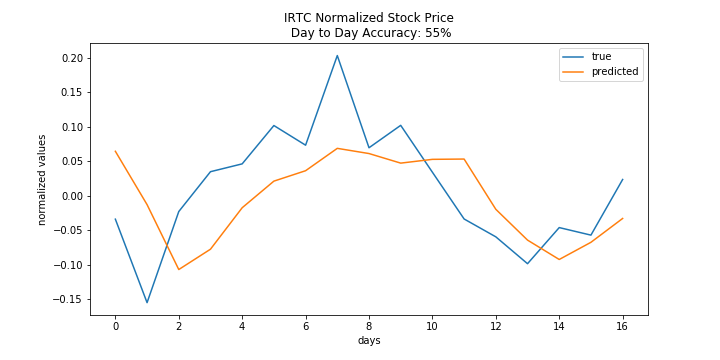 IRTC Normalized Stock Price
Day to Day Accuracy: 55%
true
predicted
0.20
0.15
0.10
0.05
0.00
−0.05
−0.10
−0.15
normalized values
0 2 4 6 8 10 12 14 16
days